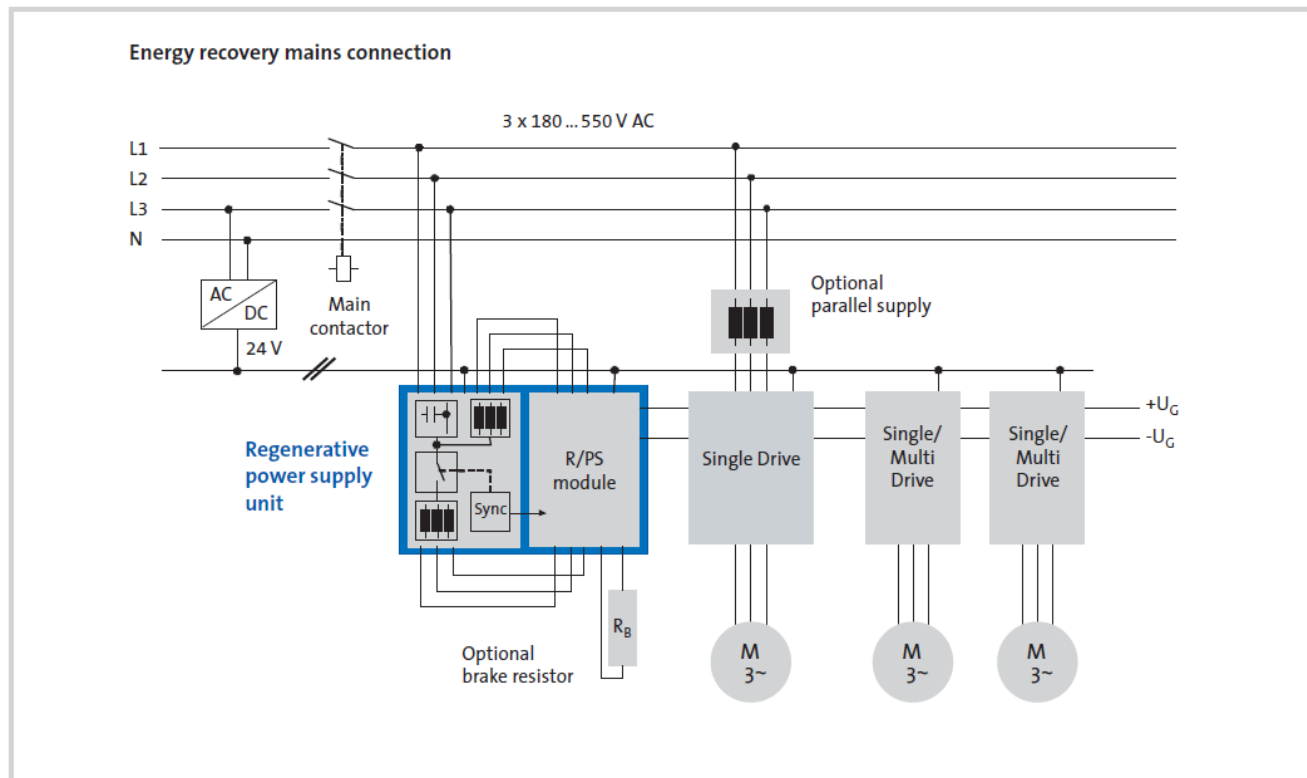 Energy recovery mains connection
3 x 180 ... 550 V AC
L1
L2
L3
N
AC
DC
24 V
Main
contactor
Optional
parallel supply
Regenerative
power supply
unit
Sync
R/PS
module
Single Drive
Single/
Multi
Drive
Single/
Multi
Drive
+UG
-UG
Optional
brake resistor
RB
M
3~
M
3~
M
3~